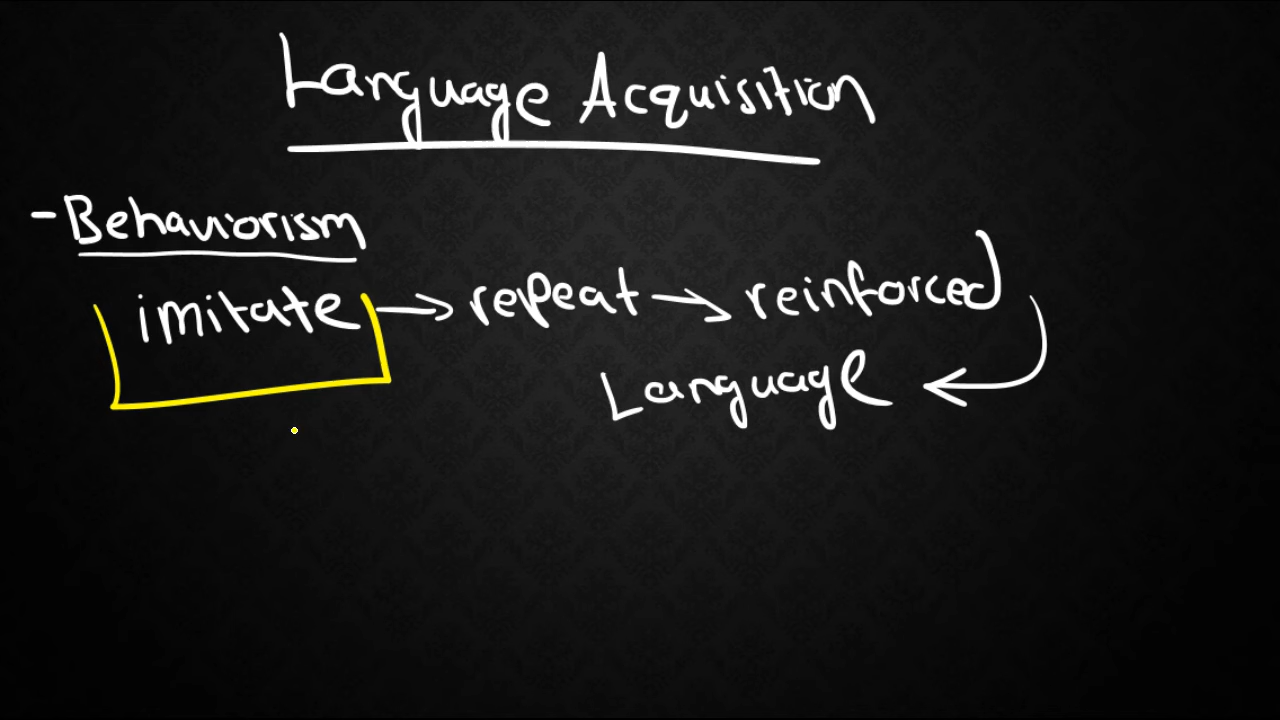 Language Acquisition
- Behaviorism
imitate → repeat → reinforced
Language ←